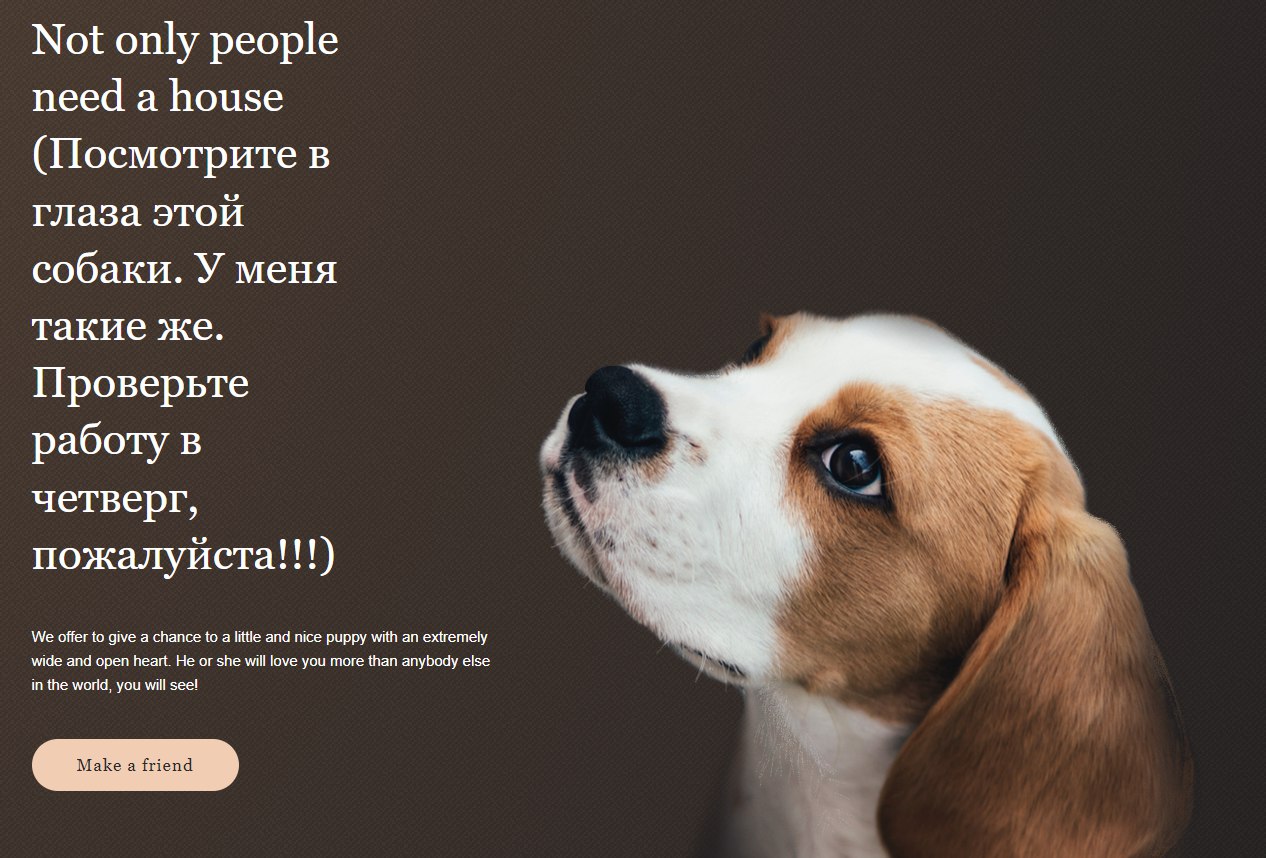 Not only people
need a house
(Посмотрите в
глаза этой
собаки. У меня
такие же.
Проверьте
работу в
четверг,
пожалуйста!!!)
We offer to give a chance to a little and nice puppy with an extremely
wide and open heart. He or she will love you more than anybody else
in the world, you will see!
Make a friend